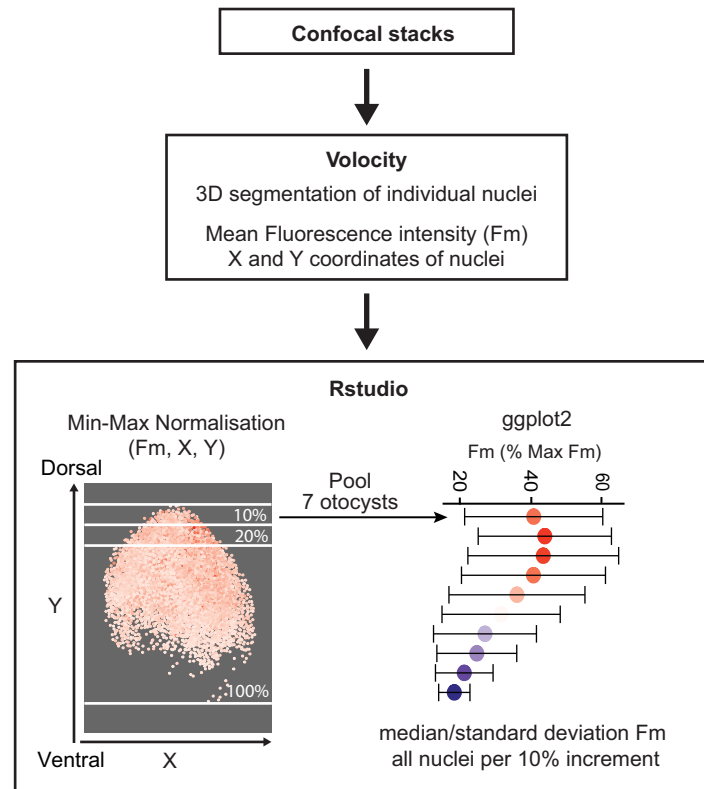 Confocal stacks
Volocity
3D segmentation of individual nuclei
Mean Fluorescence intensity (Fm)
X and Y coordinates of nuclei
Rstudio
Min-Max Normalisation
(Fm, X, Y)
Dorsal
10%
20%
Y
100%
Ventral
X
Pool
7 otocysts
ggplot2
Fm (% Max Fm)
20
40
60
median/standard deviation Fm
all nuclei per 10% increment